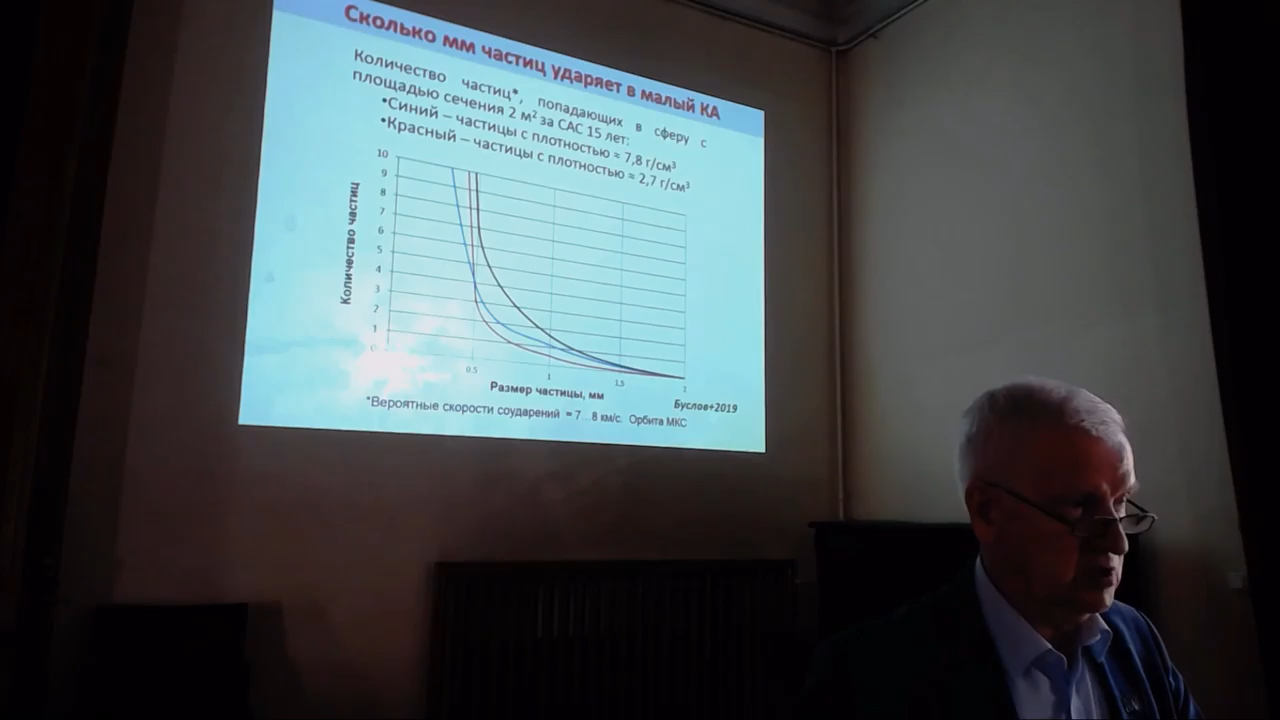 Сколько мм частиц ударяет в малый КА
Количество частиц*, попадающих в сферу с
площадью сечения 2 м² за САС 15 лет:
•Синий – частицы с плотностью ≈ 7,8 г/см³
•Красный – частицы с плотностью ≈ 2,7 г/см³
Количество частиц
10
9
8
7
6
5
4
3
2
1
0
0.5
1
1.5
2
Размер частицы, мм
Буслов+2019
*Вероятные скорости соударений ≈ 7...8 км/с. Орбита МКС